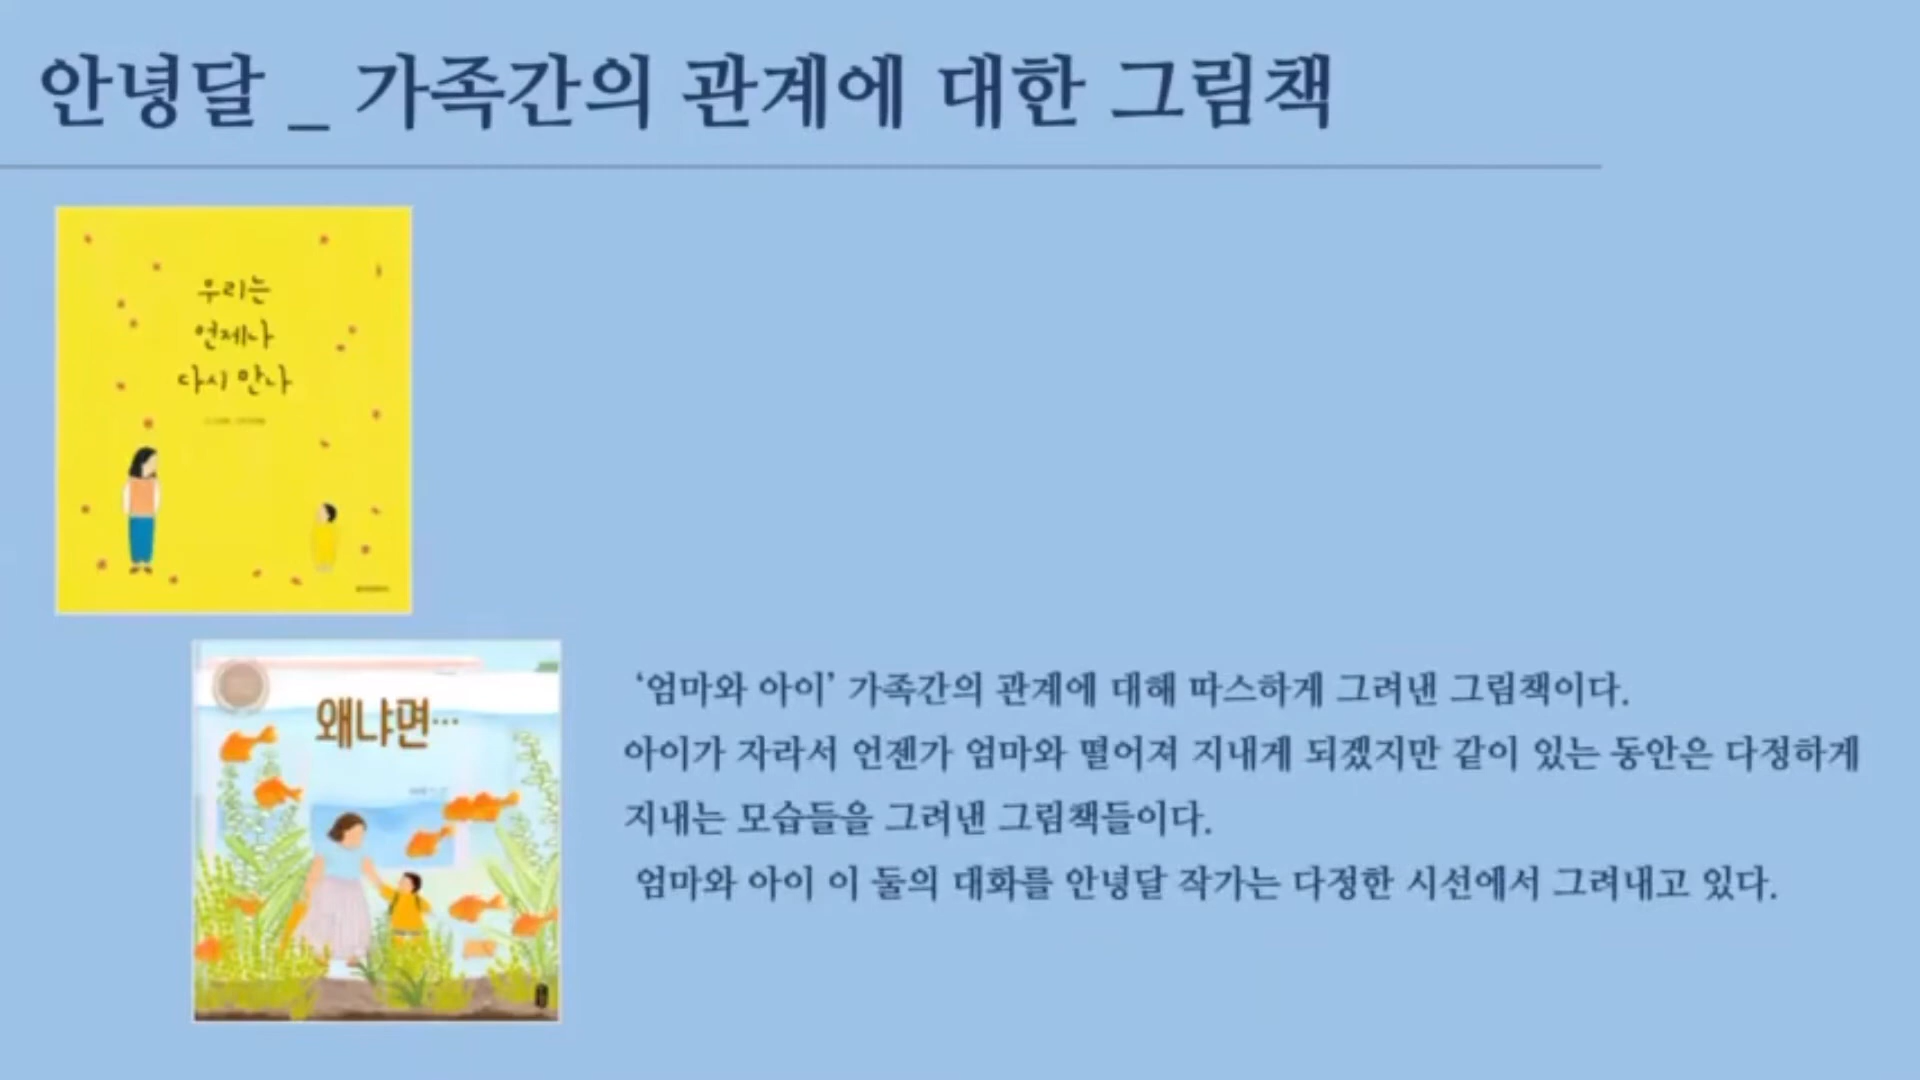 안녕달 _ 가족간의 관계에 대한 그림책
우리는
언제나
다시 만나
왜냐면…
‘엄마와 아이’ 가족간의 관계에 대해 따스하게 그려낸 그림책이다.
아이가 자라서 언젠가 엄마와 떨어져 지내게 되겠지만 같이 있는 동안은 다정하게
지내는 모습들을 그려낸 그림책들이다.
엄마와 아이 이 둘의 대화를 안녕달 작가는 다정한 시선에서 그려내고 있다.